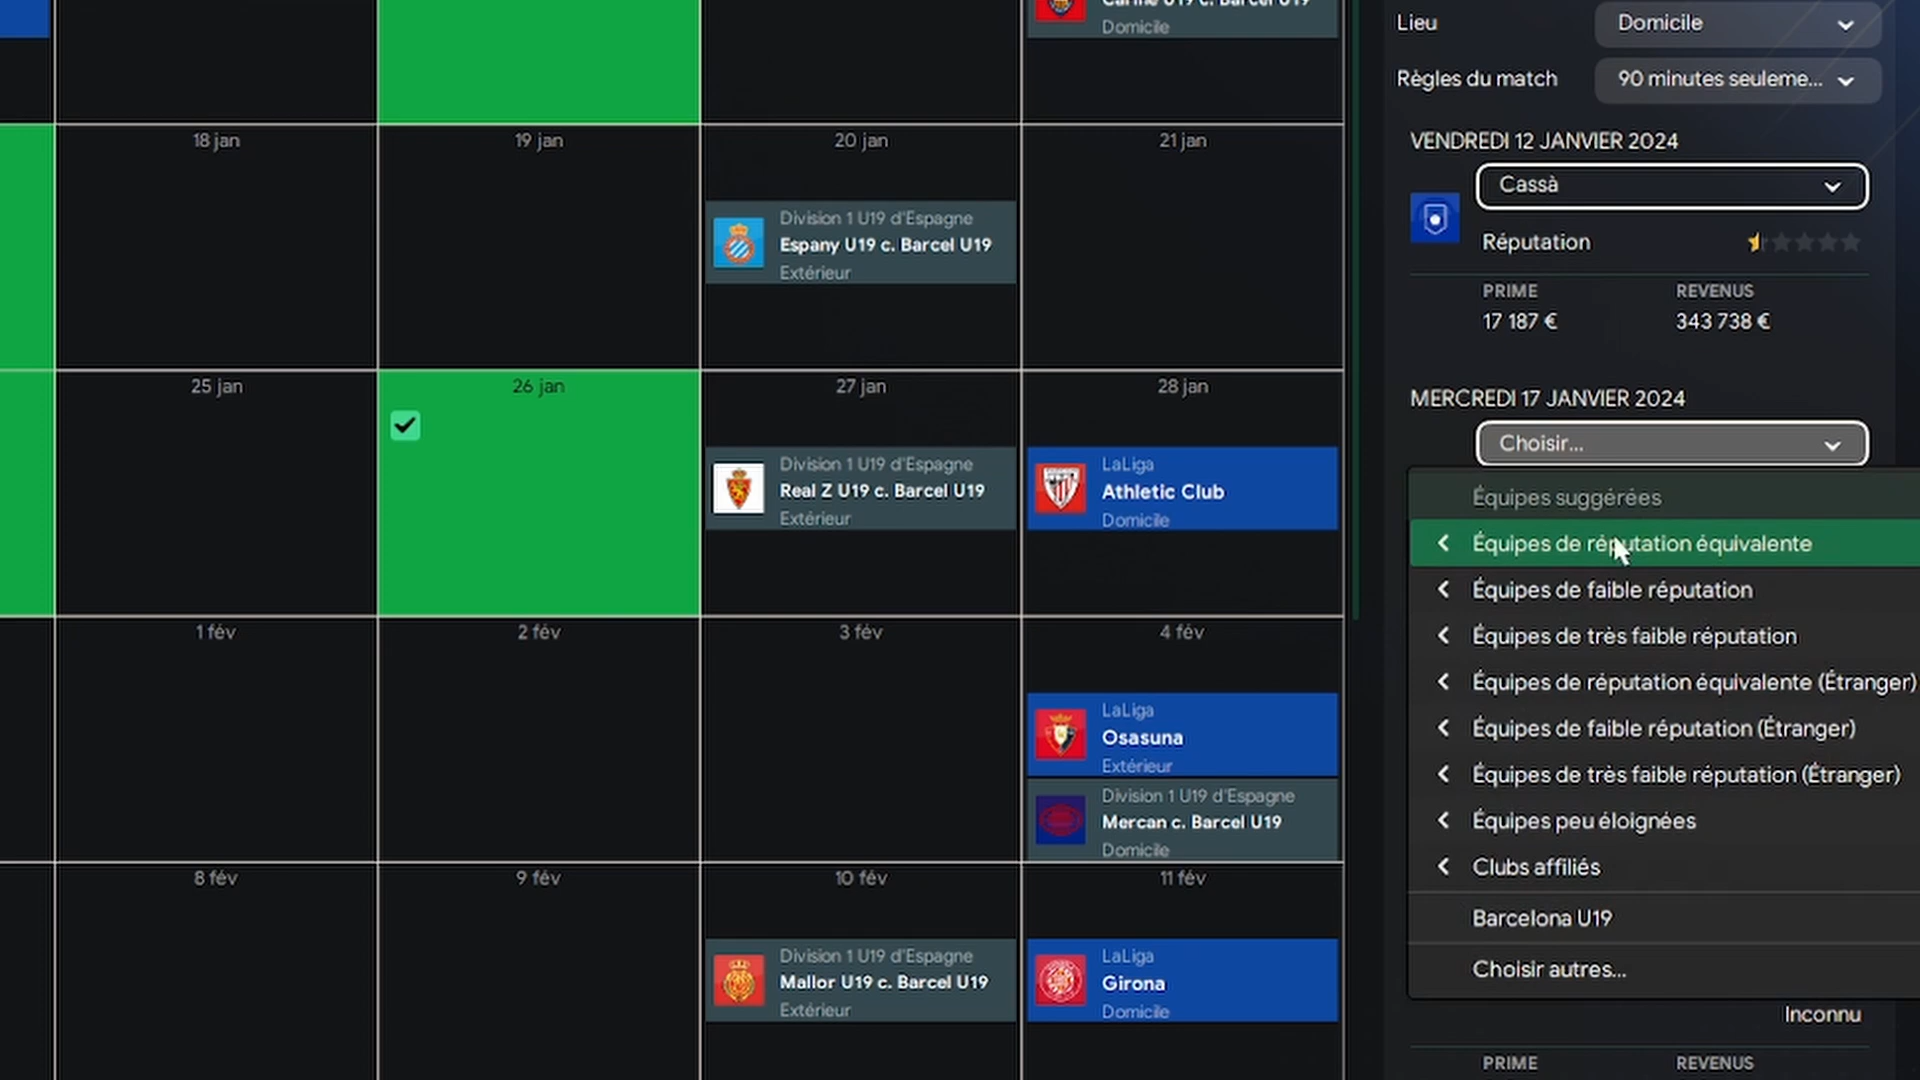 Carme U19 c. Barcel U19
Domicile
18 jan
19 jan
20 jan
21 jan
Division 1 U19 d'Espagne
Espany U19 c. Barcel U19
Extérieur
25 jan
26 jan
27 jan
28 jan
Division 1 U19 d'Espagne
Real Z U19 c. Barcel U19
Extérieur
LaLiga
Athletic Club
Domicile
1 fév
2 fév
3 fév
4 fév
LaLiga
Osasuna
Extérieur
Division 1 U19 d'Espagne
Mercan c. Barcel U19
Domicile
8 fév
9 fév
10 fév
11 fév
Division 1 U19 d'Espagne
Mallor U19 c. Barcel U19
Extérieur
LaLiga
Girona
Domicile
Lieu
Domicile
Règles du match
90 minutes seuleme...
VENDREDI 12 JANVIER 2024
Cassà
Réputation
PRIME
REVENUS
17 187 €
343 738 €
MERCREDI 17 JANVIER 2024
Choisir...
Équipes suggérées
Équipes de réputation équivalente
Équipes de faible réputation
Équipes de très faible réputation
Équipes de réputation équivalente (Étranger)
Équipes de faible réputation (Étranger)
Équipes de très faible réputation (Étranger)
Équipes peu éloignées
Clubs affiliés
Barcelona U19
Choisir autres...
Inconnu
PRIME
REVENUS